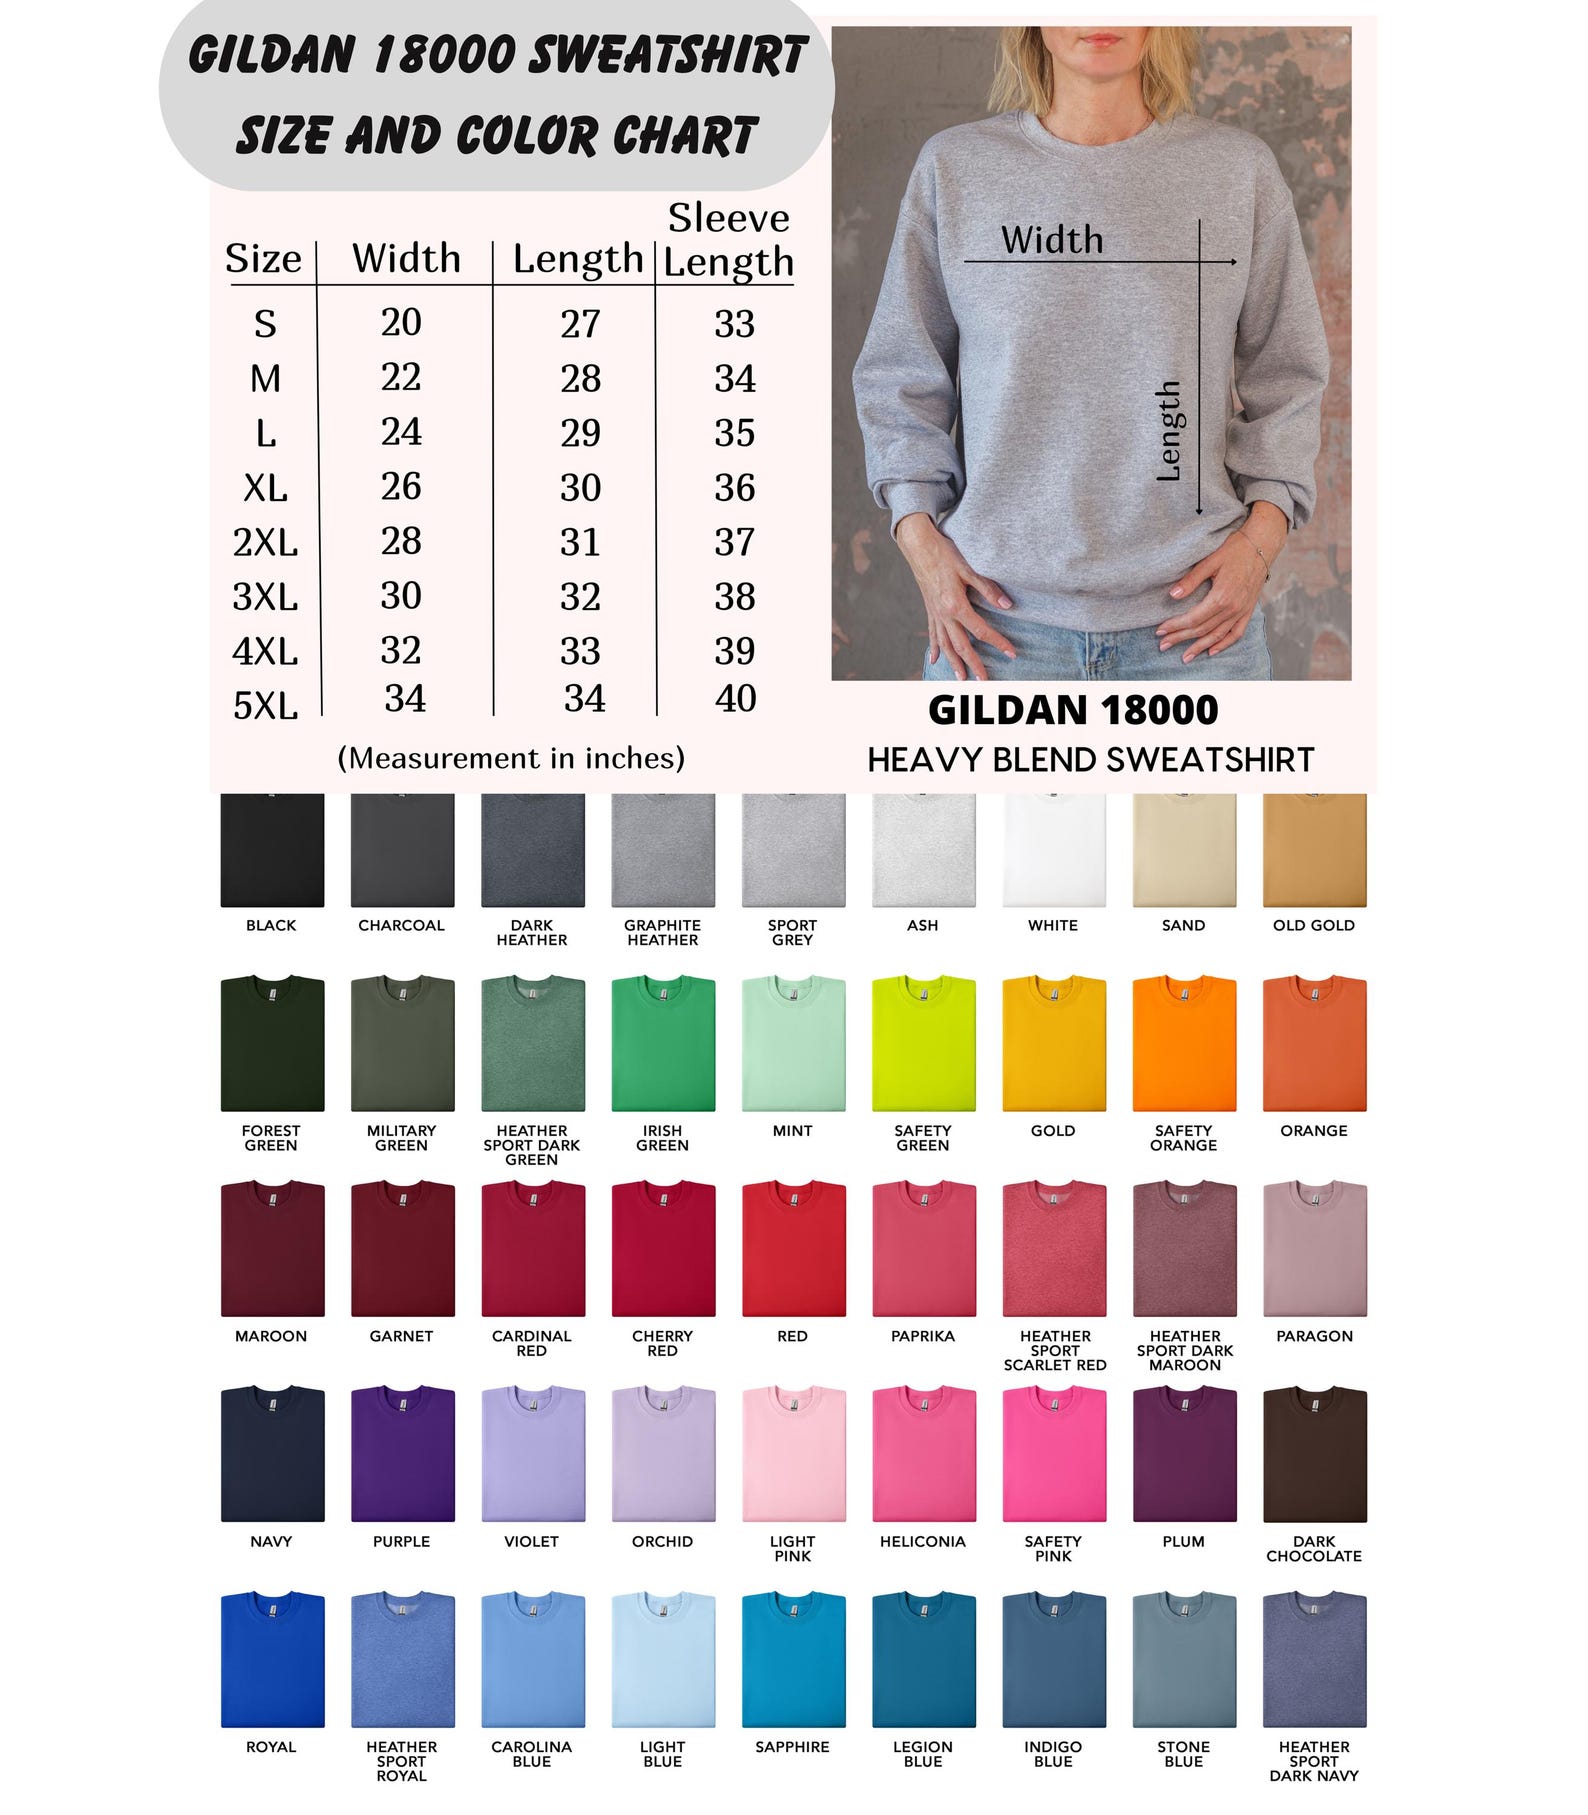 GILDAN 18000 SWEATSHIRT
SIZE AND COLOR CHART
Size Width Length Sleeve Length
S 20 27 33
M 22 28 34
L 24 29 35
XL 26 30 36
2XL 28 31 37
3XL 30 32 38
4XL 32 33 39
5XL 34 34 40
(Measurement in inches)
Width
Length
GILDAN 18000
HEAVY BLEND SWEATSHIRT
BLACK
CHARCOAL
DARK
HEATHER
GRAPHITE
HEATHER
SPORT
GREY
ASH
WHITE
SAND
OLD GOLD
FOREST
GREEN
MILITARY
GREEN
HEATHER
SPORT DARK
GREEN
IRISH
GREEN
MINT
SAFETY
GREEN
GOLD
SAFETY
ORANGE
ORANGE
MAROON
GARNET
CARDINAL
RED
CHERRY
RED
RED
PAPRIKA
HEATHER
SPORT
SCARLET RED
HEATHER
SPORT DARK
MAROON
PARAGON
NAVY
PURPLE
VIOLET
ORCHID
LIGHT
PINK
HELICONIA
SAFETY
PINK
PLUM
DARK
CHOCOLATE
ROYAL
HEATHER
SPORT
ROYAL
CAROLINA
BLUE
LIGHT
BLUE
SAPPHIRE
LEGION
BLUE
INDIGO
BLUE
STONE
BLUE
HEATHER
SPORT
DARK NAVY